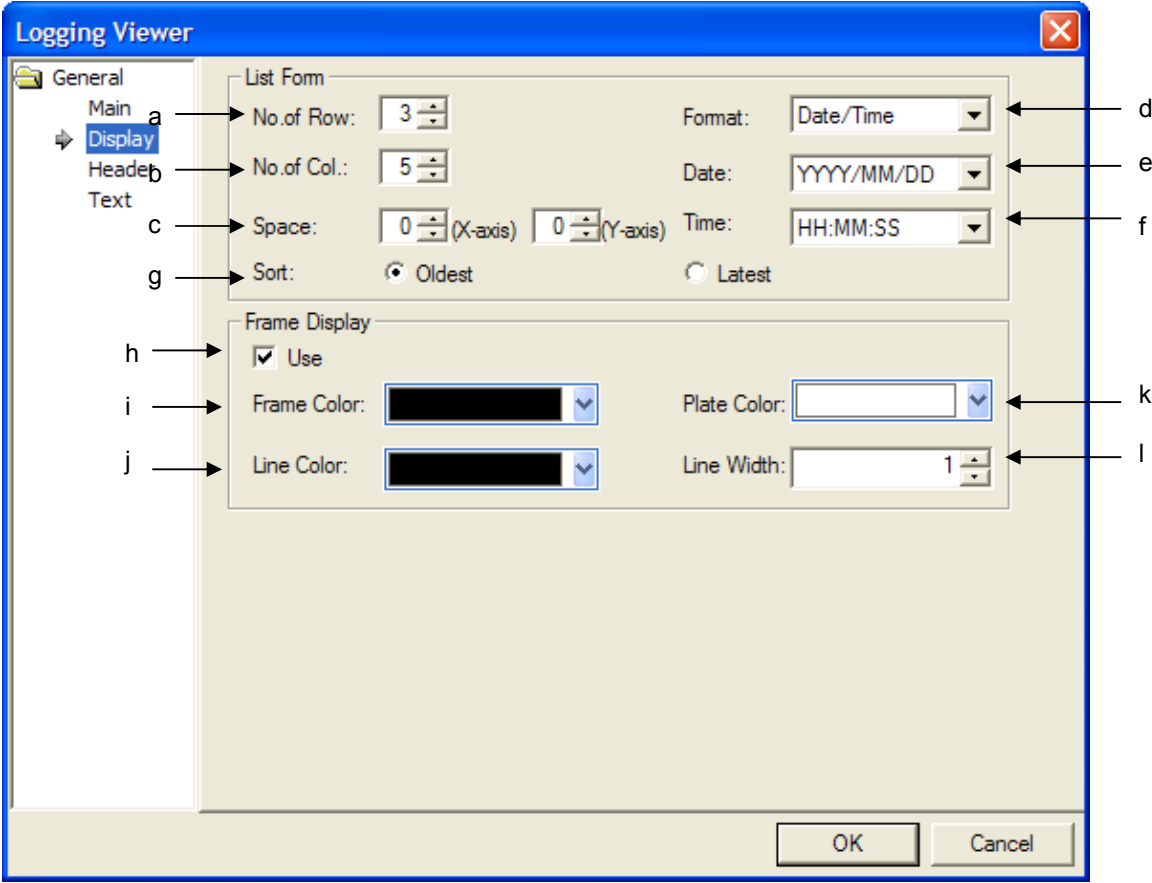 Logging Viewer
General
Main
Display
Header
Text
List Form
a No.of Row: 3 Format: Date/Time d
b No.of Col.: 5 Date: YYYY/MM/DD e
c Space: 0 (X-axis) 0 (Y-axis) Time: HH:MM:SS f
g Sort: Oldest Latest
Frame Display
h Use
i Frame Color: Plate Color: k
j Line Color: Line Width: 1 l
OK Cancel